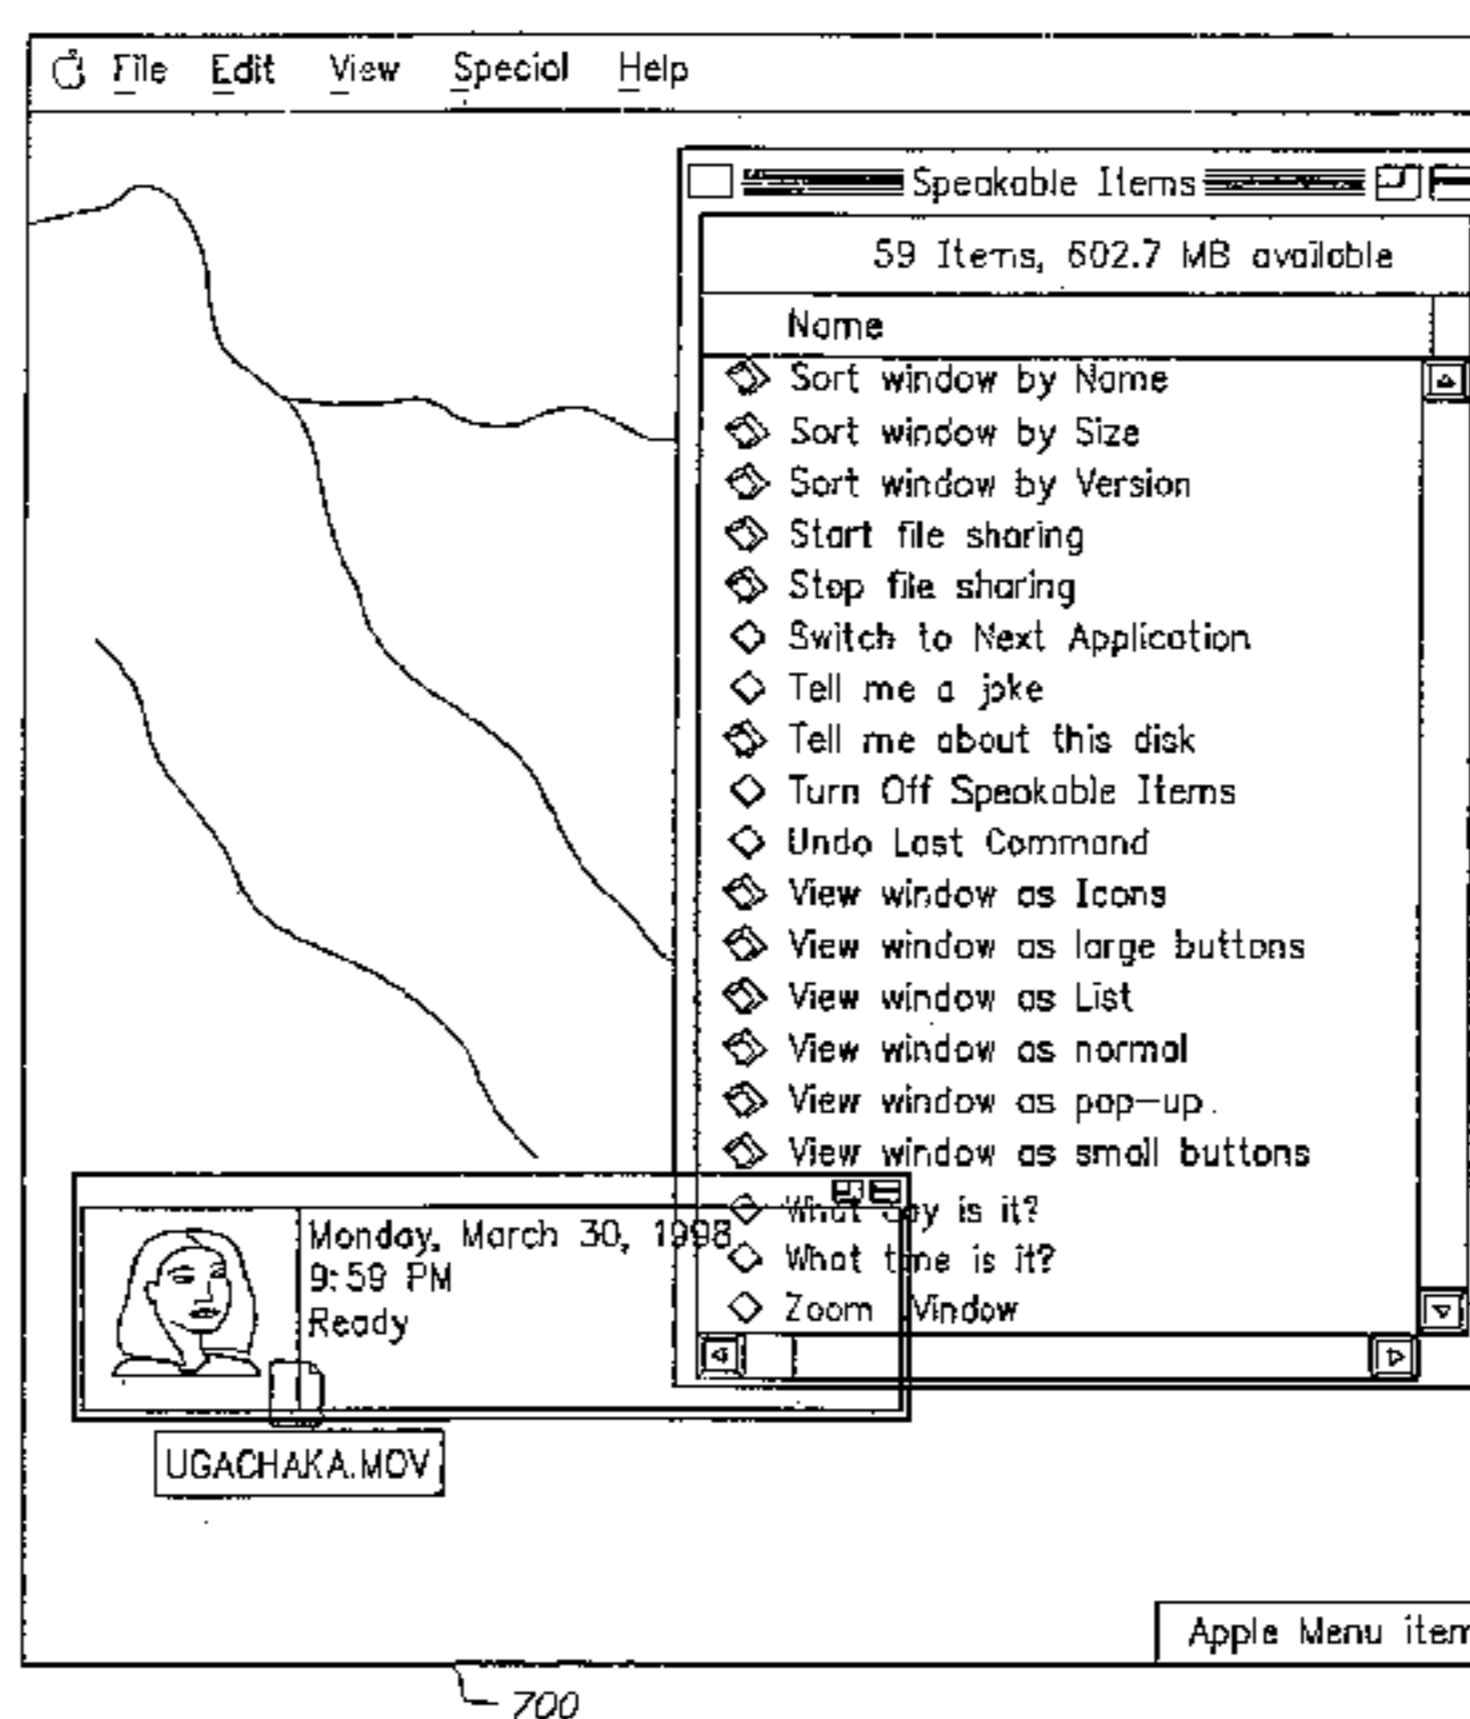 File Edit View Special Help
Speakable Items
59 Items, 602.7 MB available
Name
Sort window by Name
Sort window by Size
Sort window by Version
Start file sharing
Stop file sharing
Switch to Next Application
Tell me a joke
Tell me about this disk
Turn Off Speakable Items
Undo Last Command
View window as Icons
View window as large buttons
View window as List
View window as normal
View window as pop-up
View window as small buttons
What day is it?
What time is it?
Zoom Window
Monday, March 30, 1998
9:59 PM
Ready
UGACHAKA.MOV
Apple Menu item
700